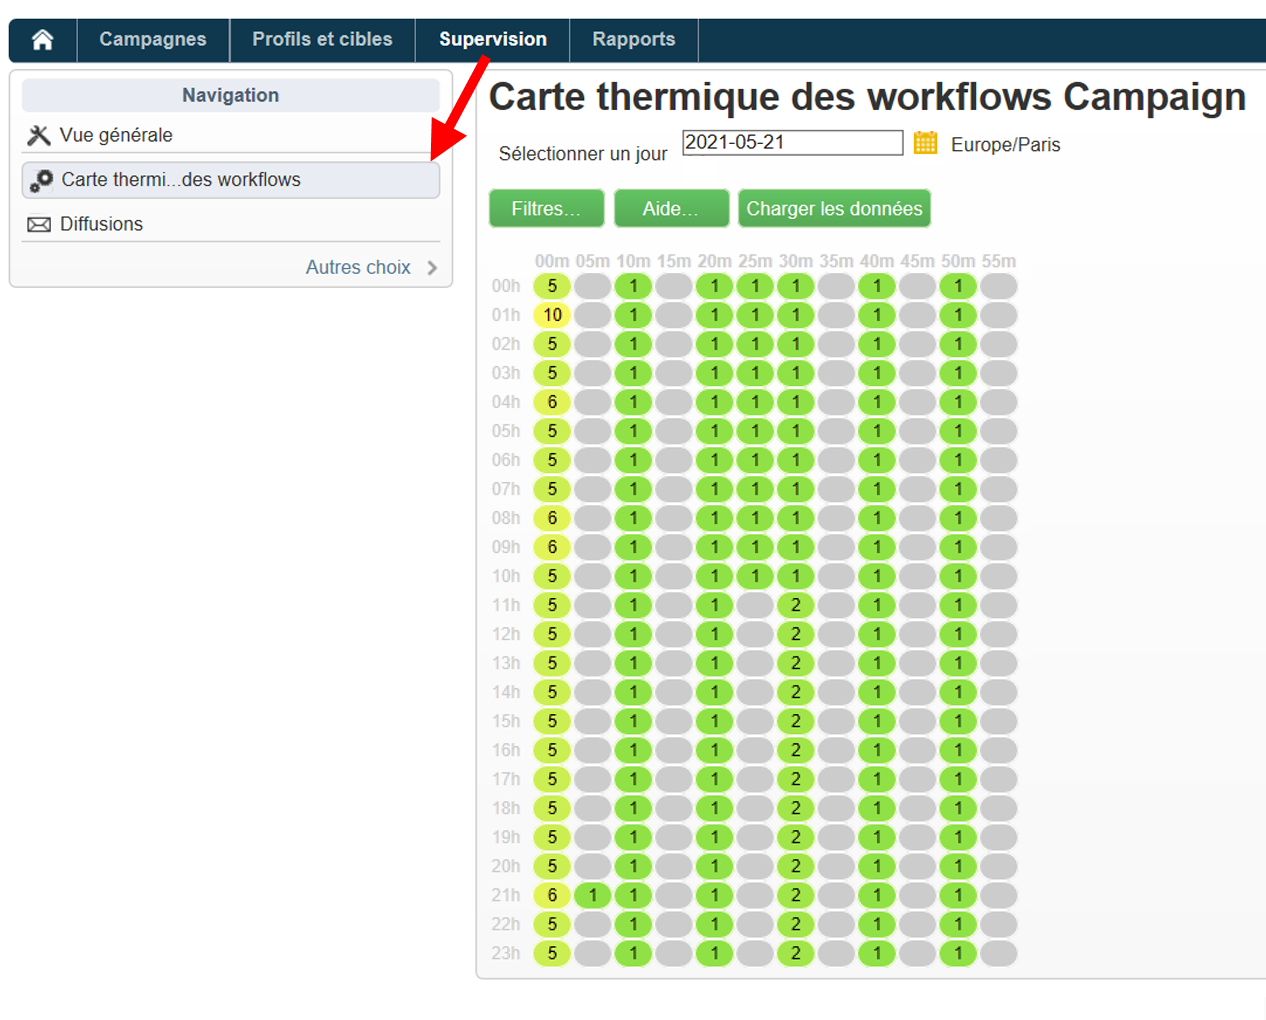 Campagnes Profils et cibles Supervision Rapports
Navigation
Vue générale
Carte thermi...des workflows
Diffusions
Autres choix
Carte thermique des workflows Campaign
Sélectionner un jour 2021-05-21 Europe/Paris
Filtres... Aide... Charger les données
00m 05m 10m 15m 20m 25m 30m 35m 40m 45m 50m 55m
00h 5 1 1 1 1 1 1
01h 10 1 1 1 1 1 1
02h 5 1 1 1 1 1 1
03h 5 1 1 1 1 1 1
04h 6 1 1 1 1 1 1
05h 5 1 1 1 1 1 1
06h 5 1 1 1 1 1 1
07h 5 1 1 1 1 1 1
08h 6 1 1 1 1 1 1
09h 6 1 1 1 1 1 1
10h 5 1 1 1 1 1 1
11h 5 1 1 2 1 1
12h 5 1 1 2 1 1
13h 5 1 1 2 1 1
14h 5 1 1 2 1 1
15h 5 1 1 2 1 1
16h 5 1 1 2 1 1
17h 5 1 1 2 1 1
18h 5 1 1 2 1 1
19h 5 1 1 2 1 1
20h 5 1 1 2 1 1
21h 6 1 1 1 2 1 1
22h 5 1 1 2 1 1
23h 5 1 1 2 1 1